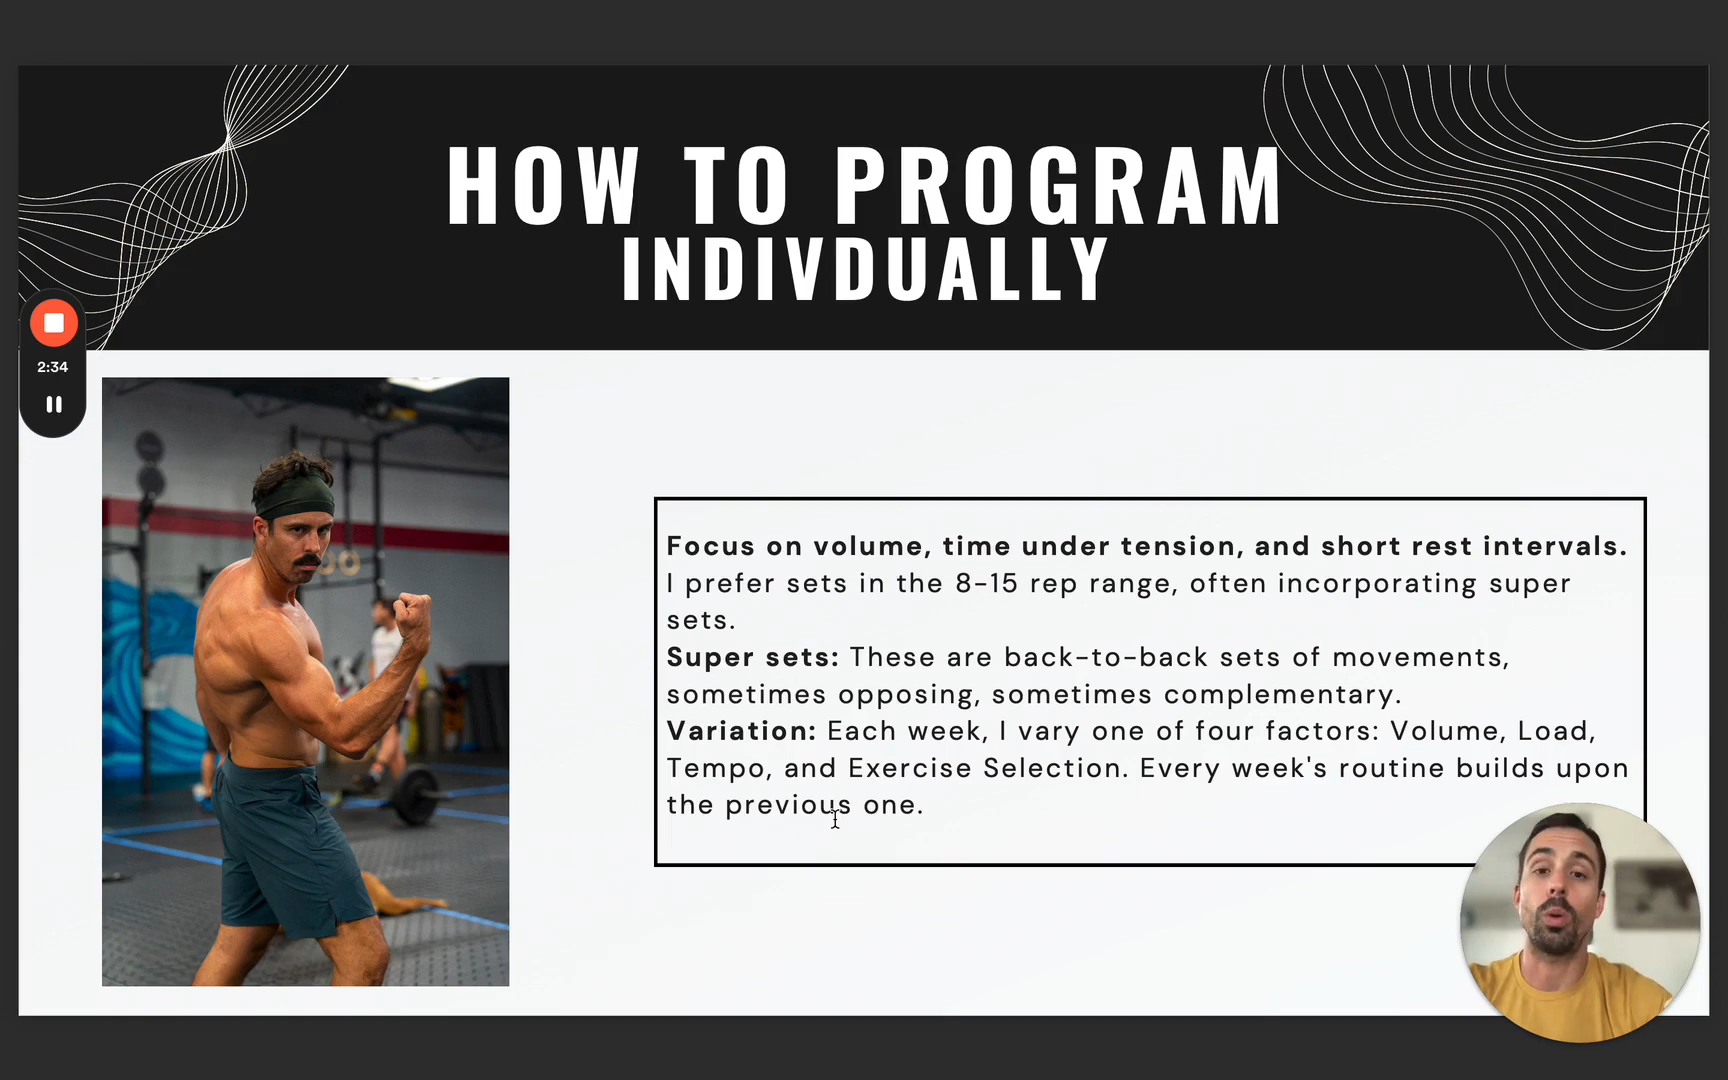 HOW TO PROGRAM
INDIVDUALLY
2:34
Focus on volume, time under tension, and short rest intervals.
I prefer sets in the 8-15 rep range, often incorporating super
sets.
Super sets: These are back-to-back sets of movements,
sometimes opposing, sometimes complementary.
Variation: Each week, I vary one of four factors: Volume, Load,
Tempo, and Exercise Selection. Every week's routine builds upon
the previous one.